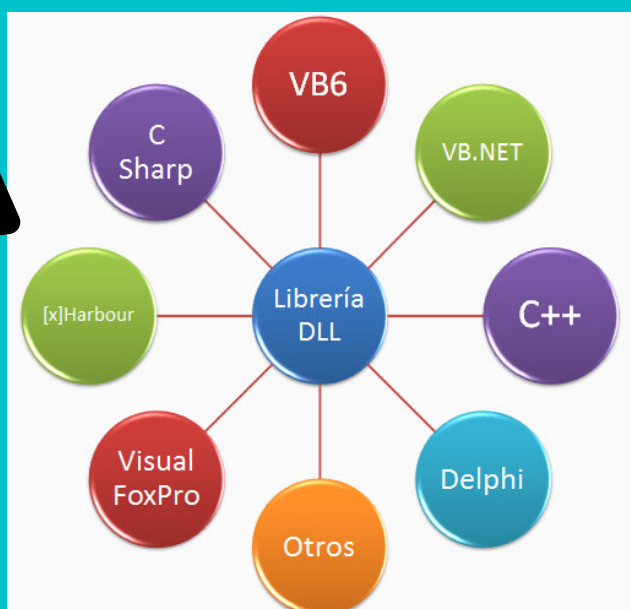 VB6
C
Sharp
VB.NET
[x]Harbour
Librería
DLL
C++
Visual
FoxPro
Delphi
Otros